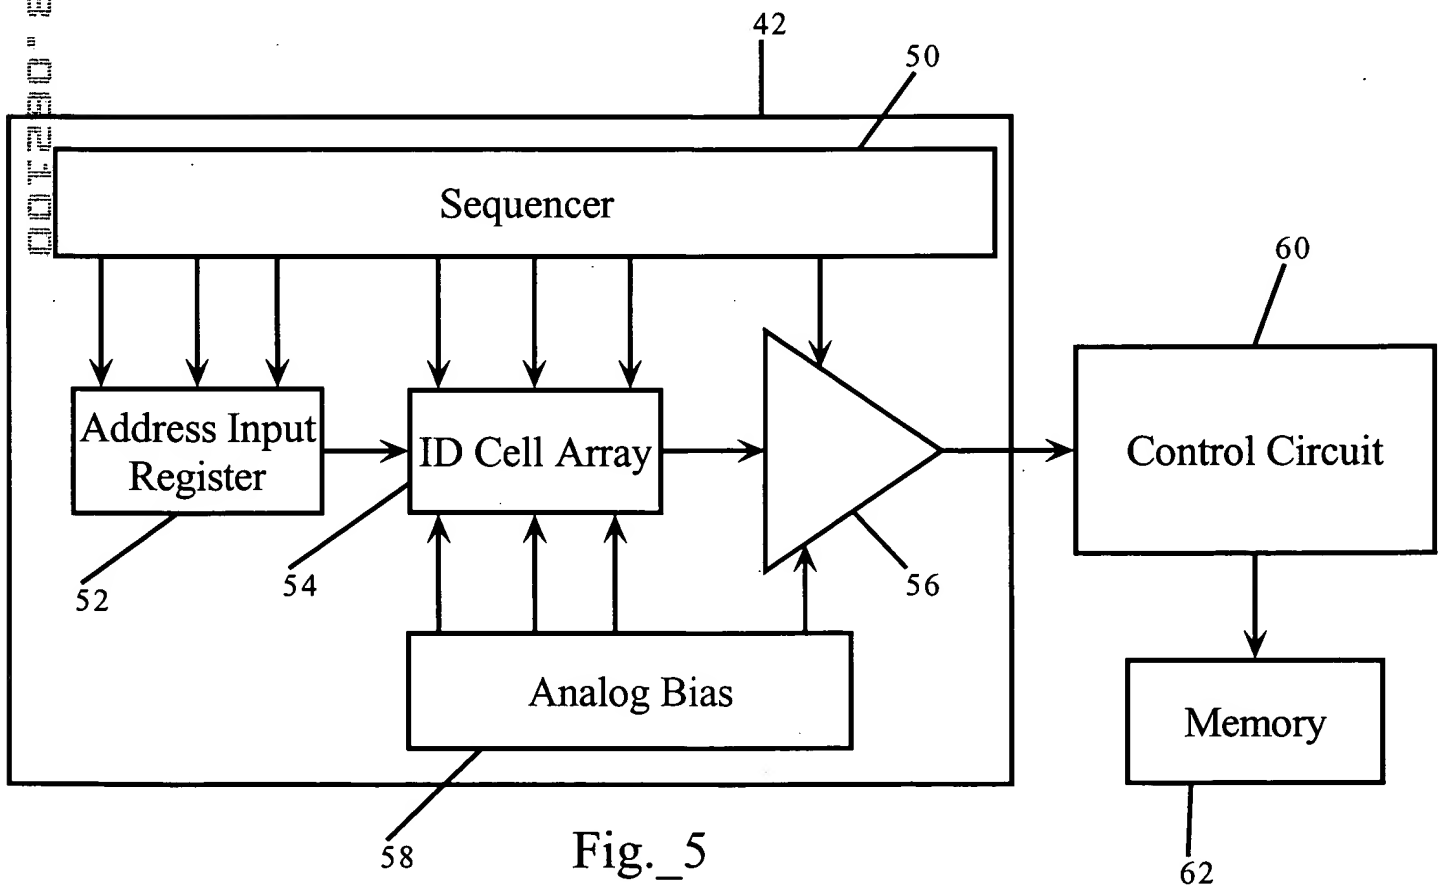 42
50
Sequencer
60
Address Input
Register
ID Cell Array
Control Circuit
52
54
56
Analog Bias
Memory
58
Fig._5
62